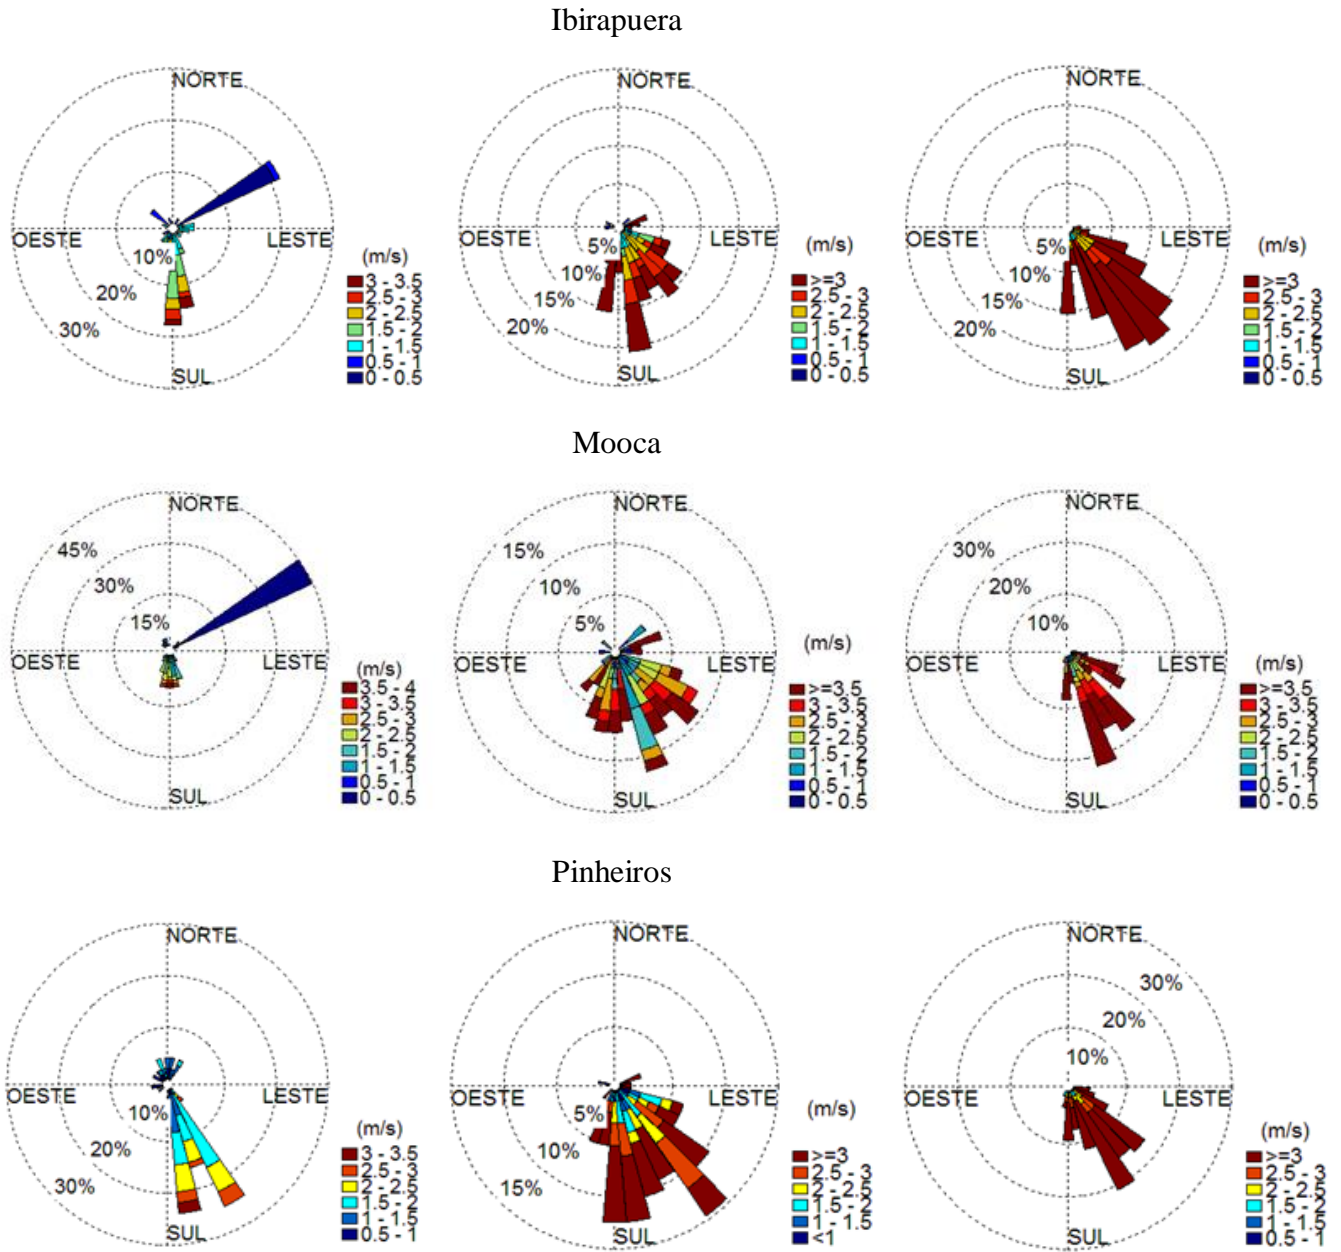 Ibirapuera
NORTE
OESTE
LESTE
SUL
10%
20%
30%
(m/s)
3 - 3.5
2.5 - 3
2 - 2.5
1.5 - 2
1 - 1.5
0.5 - 1
0 - 0.5
NORTE
LESTE
SUL
5%
10%
15%
20%
(m/s)
>=3
2.5 - 3
2 - 2.5
1.5 - 2
1 - 1.5
0.5 - 1
0 - 0.5
OESTE
NORTE
OESTE
LESTE
SUL
5%
10%
15%
20%
(m/s)
>=3
2.5 - 3
2 - 2.5
1.5 - 2
1 - 1.5
0.5 - 1
0 - 0.5
Mooca
NORTE
45%
30%
15%
OESTE
LESTE
SUL
(m/s)
3.5 - 4
3 - 3.5
2.5 - 3
2 - 2.5
1.5 - 2
1 - 1.5
0.5 - 1
0 - 0.5
NORTE
15%
10%
5%
OESTE
LESTE
SUL
(m/s)
>=3.5
3 - 3.5
2.5 - 3
2 - 2.5
1.5 - 2
1 - 1.5
0.5 - 1
0 - 0.5
NORTE
30%
20%
10%
OESTE
LESTE
SUL
(m/s)
>=3.5
3 - 3.5
2.5 - 3
2 - 2.5
1.5 - 2
1 - 1.5
0.5 - 1
0 - 0.5
Pinheiros
NORTE
OESTE
LESTE
10%
20%
30%
SUL
(m/s)
3 - 3.5
2.5 - 3
2 - 2.5
1.5 - 2
1 - 1.5
0.5 - 1
NORTE
OESTE
LESTE
5%
10%
15%
SUL
(m/s)
>=3
2.5 - 3
2 - 2.5
1.5 - 2
1 - 1.5
<1
NORTE
30%
20%
10%
OESTE
LESTE
SUL
(m/s)
>=3
2.5 - 3
2 - 2.5
1.5 - 2
1 - 1.5
0.5 - 1